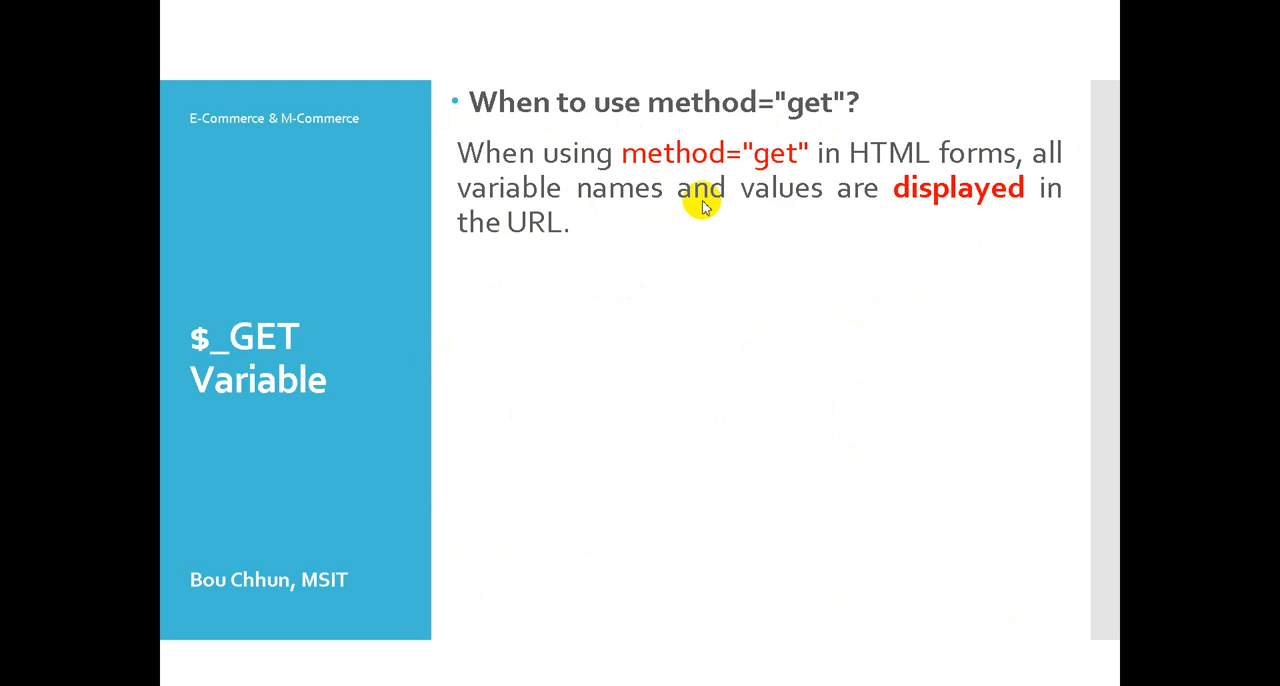 E-Commerce & M-Commerce
$_GET
Variable
Bou Chhun, MSIT
• When to use method="get"?
When using method="get" in HTML forms, all
variable names and values are displayed in
the URL.